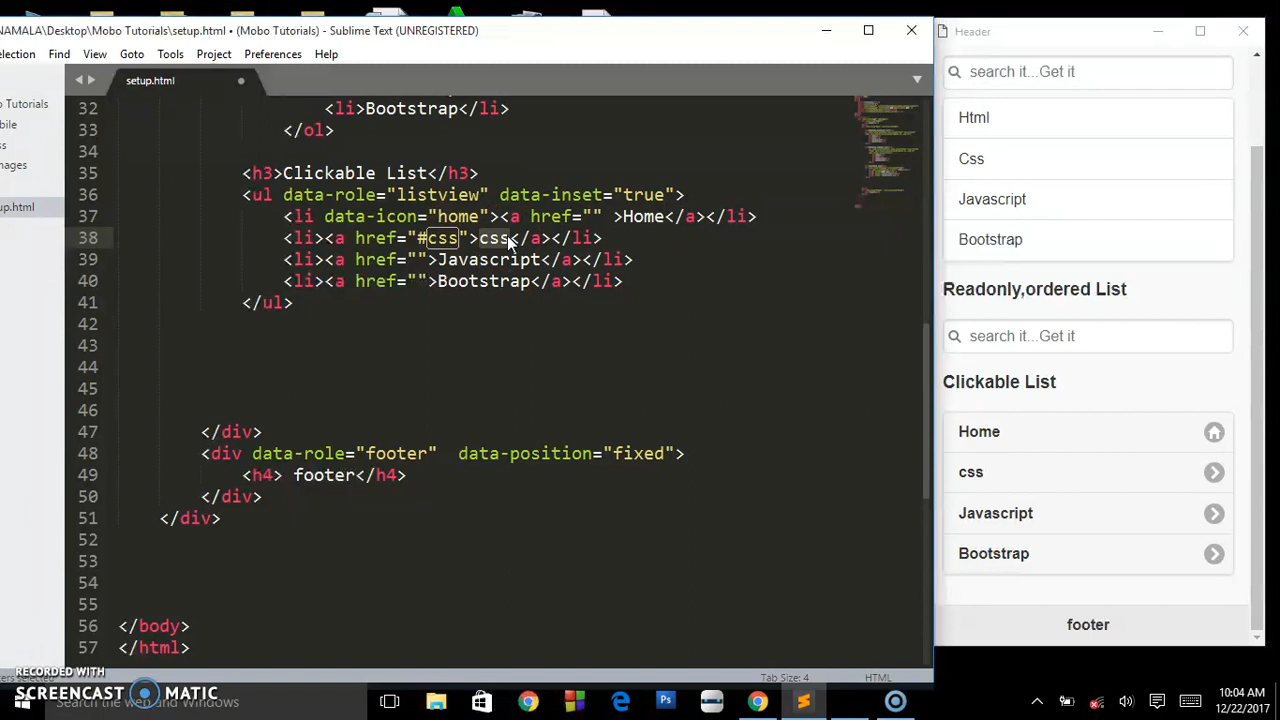 NAMALA\Desktop\Mobo Tutorials\setup.html • (Mobo Tutorials) - Sublime Text (UNREGISTERED)
Find View Goto Tools Project Preferences Help
setup.html
32 <li>Bootstrap</li>
33 </ol>
34
35 <h3>Clickable List</h3>
36 <ul data-role="listview" data-inset="true">
37 <li data-icon="home"><a href="" >Home</a></li>
38 <li><a href="#css">css</a></li>
39 <li><a href="">Javascript</a></li>
40 <li><a href="">Bootstrap</a></li>
41 </ul>
42
43
44
45
46
47 </div>
48 <div data-role="footer"  data-position="fixed">
49 <h4> footer</h4>
50 </div>
51 </div>
52
53
54
55
56 </body>
57 </html>
Tab Size: 4 HTML
Header
search it...Get it
Html
Css
Javascript
Bootstrap
Readonly,ordered List
search it...Get it
Clickable List
Home
css
Javascript
Bootstrap
footer
RECORDED WITH
SCREENCAST MATIC
Search the web and Windows
Ps
10:04 AM
12/22/2017